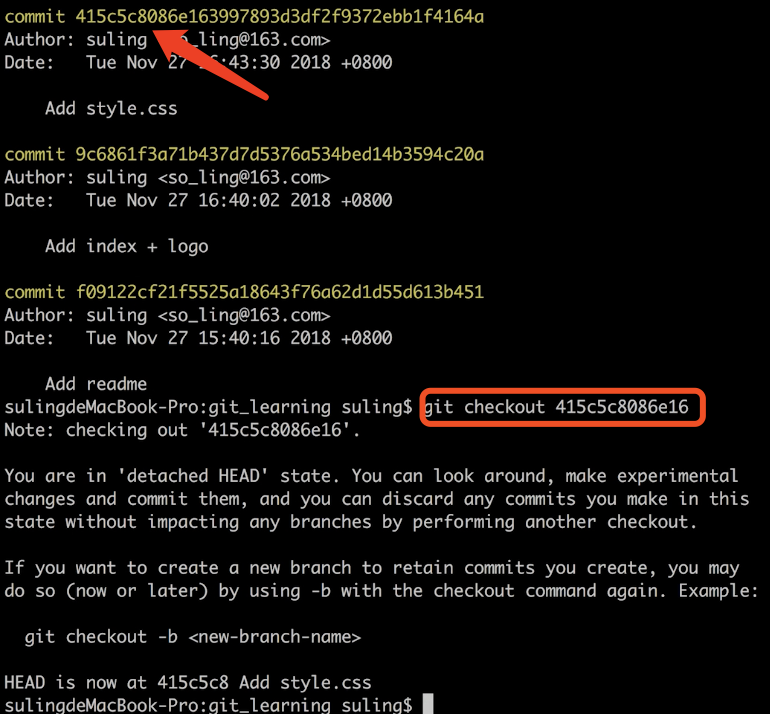 commit 415c5c8086e163997893d3df2f9372ebb1f4164a
Author: suling so_ling@163.com>
Date:   Tue Nov 27 16:43:30 2018 +0800
    Add style.css
commit 9c6861f3a71b437d7d5376a534bed14b3594c20a
Author: suling <so_ling@163.com>
Date:   Tue Nov 27 16:40:02 2018 +0800
    Add index + logo
commit f09122cf21f5525a18643f76a62d1d55d613b451
Author: suling <so_ling@163.com>
Date:   Tue Nov 27 15:40:16 2018 +0800
    Add readme
sulingdeMacBook-Pro:git_learning suling$ git checkout 415c5c8086e16
Note: checking out '415c5c8086e16'.
You are in 'detached HEAD' state. You can look around, make experimental
changes and commit them, and you can discard any commits you make in this
state without impacting any branches by performing another checkout.
If you want to create a new branch to retain commits you create, you may
do so (now or later) by using -b with the checkout command again. Example:
  git checkout -b <new-branch-name>
HEAD is now at 415c5c8 Add style.css
sulingdeMacBook-Pro:git_learning suling$